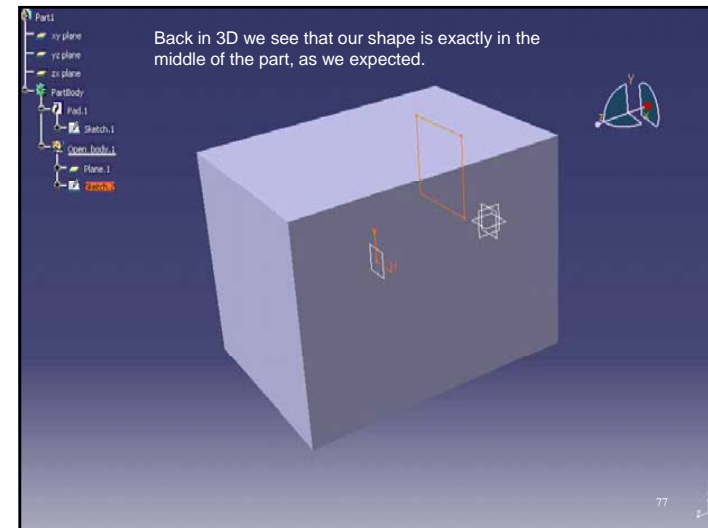 Part1
xy plane
yz plane
zx plane
PartBody
Pad.1
Sketch.1
Open_body.1
Plane.1
Back in 3D we see that our shape is exactly in the
middle of the part, as we expected.
Y
Z
X
H
77